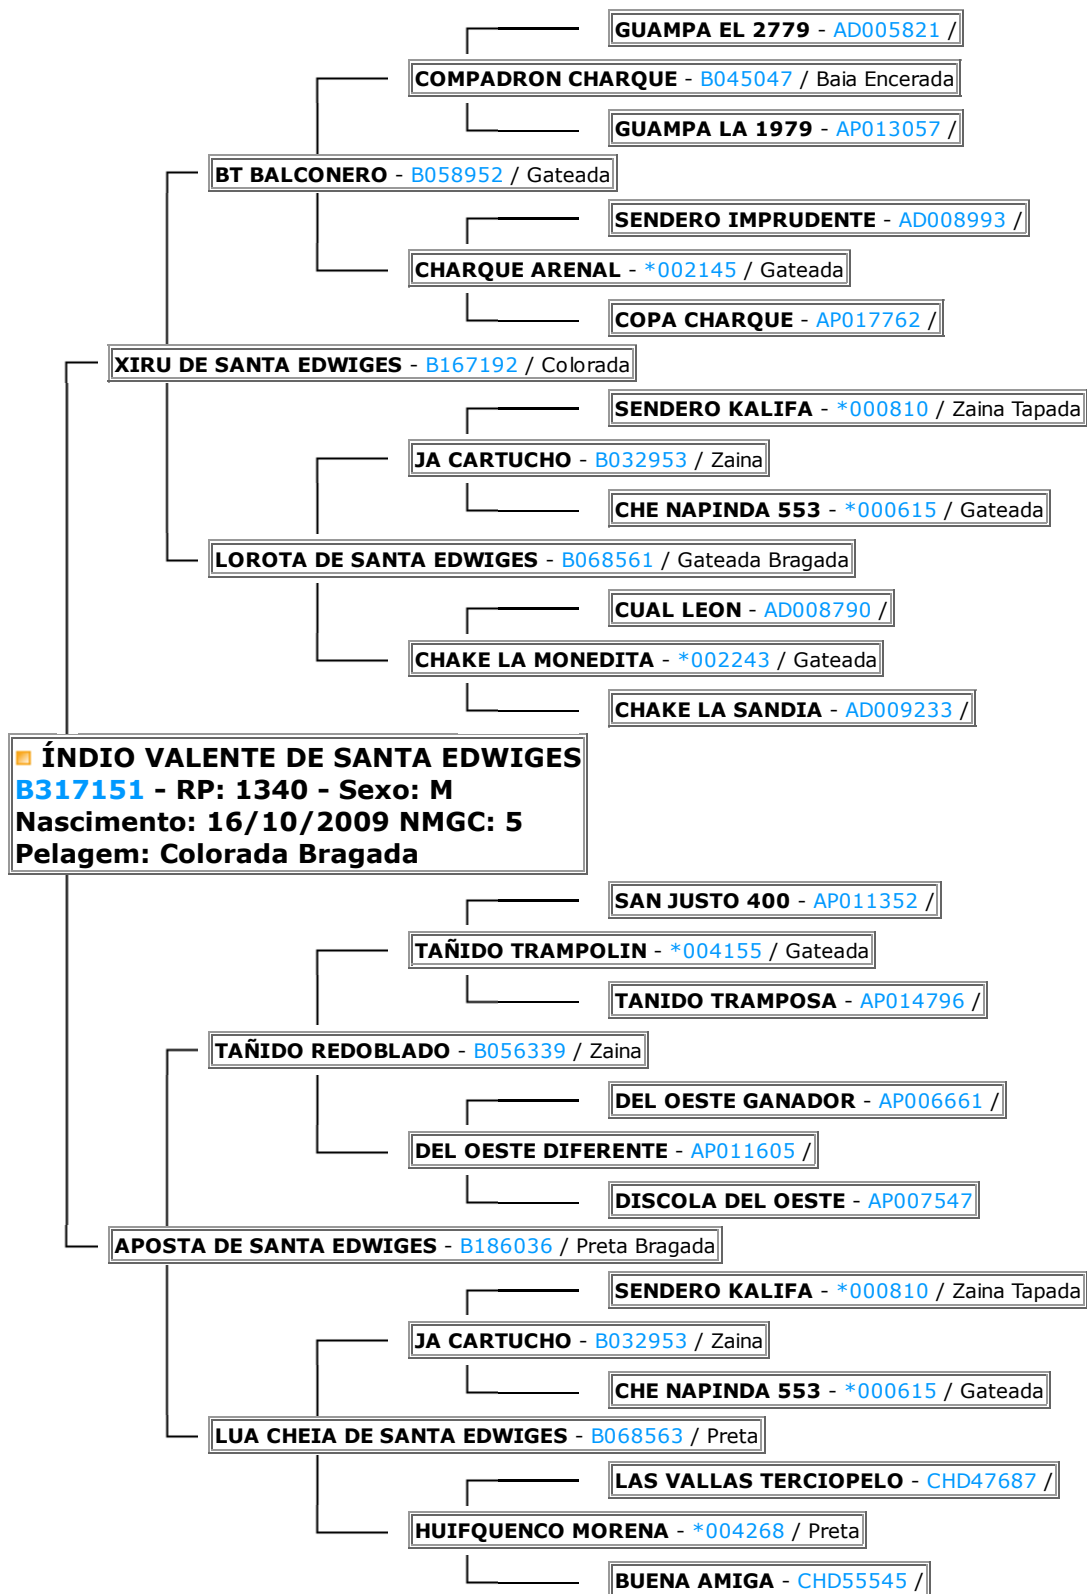 GUAMPA EL 2779 - AD005821 /
COMPADRON CHARQUE - B045047 / Baia Encerada
GUAMPA LA 1979 - AP013057 /
BT BALCONERO - B058952 / Gateada
SENDERO IMPRUDENTE - AD008993 /
CHARQUE ARENAL - *002145 / Gateada
COPA CHARQUE - AP017762 /
XIRU DE SANTA EDWIGES - B167192 / Colorada
SENDERO KALIFA - *000810 / Zaina Tapada
JA CARTUCHO - B032953 / Zaina
CHE NAPINDA 553 - *000615 / Gateada
LOROTA DE SANTA EDWIGES - B068561 / Gateada Bragada
CUAL LEON - AD008790 /
CHAKE LA MONEDITA - *002243 / Gateada
CHAKE LA SANDIA - AD009233 /
ÍNDIO VALENTE DE SANTA EDWIGES
B317151 - RP: 1340 - Sexo: M
Nascimento: 16/10/2009 NMGC: 5
Pelagem: Colorada Bragada
SAN JUSTO 400 - AP011352 /
TAÑIDO TRAMPOLIN - *004155 / Gateada
TANIDO TRAMPOSA - AP014796 /
TAÑIDO REDOBLADO - B056339 / Zaina
DEL OESTE GANADOR - AP006661 /
DEL OESTE DIFERENTE - AP011605 /
DISCOLA DEL OESTE - AP007547
APOSTA DE SANTA EDWIGES - B186036 / Preta Bragada
SENDERO KALIFA - *000810 / Zaina Tapada
JA CARTUCHO - B032953 / Zaina
CHE NAPINDA 553 - *000615 / Gateada
LUA CHEIA DE SANTA EDWIGES - B068563 / Preta
LAS VALLAS TERCIOPELO - CHD47687 /
HUIFQUENCO MORENA - *004268 / Preta
BUENA AMIGA - CHD55545 /